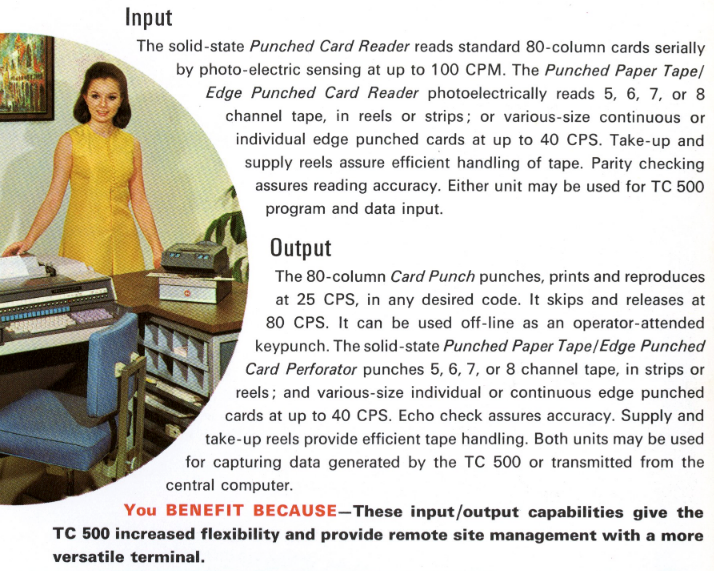 Input
The solid-state Punched Card Reader reads standard 80-column cards serially
by photo-electric sensing at up to 100 CPM. The Punched Paper Tape/
Edge Punched Card Reader photoelectrically reads 5, 6, 7, or 8
channel tape, in reels or strips; or various-size continuous or
individual edge punched cards at up to 40 CPS. Take-up and
supply reels assure efficient handling of tape. Parity checking
assures reading accuracy. Either unit may be used for TC 500
program and data input.
Output
The 80-column Card Punch punches, prints and reproduces
at 25 CPS, in any desired code. It skips and releases at
80 CPS. It can be used off-line as an operator-attended
keypunch. The solid-state Punched Paper Tape/Edge Punched
Card Perforator punches 5, 6, 7, or 8 channel tape, in strips or
reels; and various-size individual or continuous edge punched
cards at up to 40 CPS. Echo check assures accuracy. Supply and
take-up reels provide efficient tape handling. Both units may be used
for capturing data generated by the TC 500 or transmitted from the
central computer.
You BENEFIT BECAUSE—These input/output capabilities give the
TC 500 increased flexibility and provide remote site management with a more
versatile terminal.